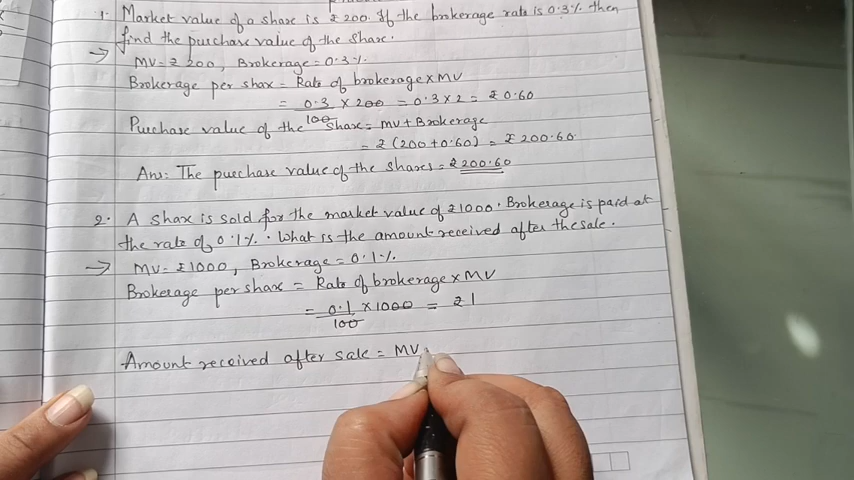 1. Market value of a share is ₹200. If the brokerage rate is 0.3% then
find the purchase value of the share.
→ MV = ₹200, Brokerage = 0.3%.
Brokerage per share = Rate of brokerage × MV
= 0.3/100 × 200 = 0.3 × 2 = ₹0.60
Purchase value of the share = MV + Brokerage
= ₹(200+0.60) = ₹200.60.
Ans: The purchase value of the shares = ₹200.60
2. A share is sold for the market value of ₹1000. Brokerage is paid at
the rate of 0.1%. What is the amount received after the sale.
→ MV = ₹1000, Brokerage = 0.1%.
Brokerage per share = Rate of brokerage × MV
= 0.1/100 × 1000 = ₹1
Amount received after sale = MV